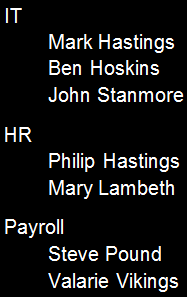 IT
Mark Hastings
Ben Hoskins
John Stanmore
HR
Philip Hastings
Mary Lambeth
Payroll
Steve Pound
Valarie Vikings